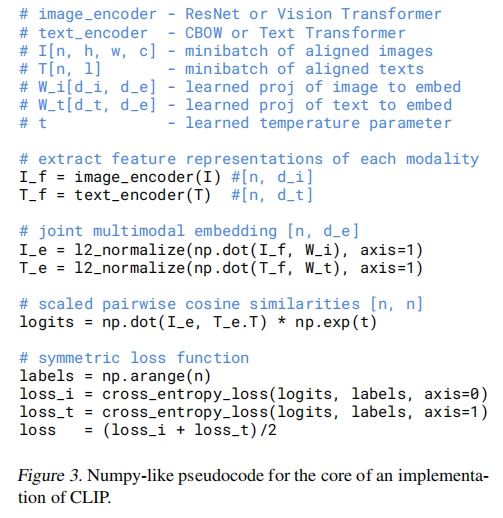 # image_encoder - ResNet or Vision Transformer
# text_encoder  - CBOW or Text Transformer
# I[n, h, w, c] - minibatch of aligned images
# T[n, l]       - minibatch of aligned texts
# W_i[d_i, d_e] - learned proj of image to embed
# W_t[d_t, d_e] - learned proj of text to embed
# t             - learned temperature parameter

# extract feature representations of each modality
I_f = image_encoder(I) #[n, d_i]
T_f = text_encoder(T)  #[n, d_t]

# joint multimodal embedding [n, d_e]
I_e = l2_normalize(np.dot(I_f, W_i), axis=1)
T_e = l2_normalize(np.dot(T_f, W_t), axis=1)

# scaled pairwise cosine similarities [n, n]
logits = np.dot(I_e, T_e.T) * np.exp(t)

# symmetric loss function
labels = np.arange(n)
loss_i = cross_entropy_loss(logits, labels, axis=0)
loss_t = cross_entropy_loss(logits, labels, axis=1)
loss   = (loss_i + loss_t)/2

Figure 3. Numpy-like pseudocode for the core of an implementa-
tion of CLIP.